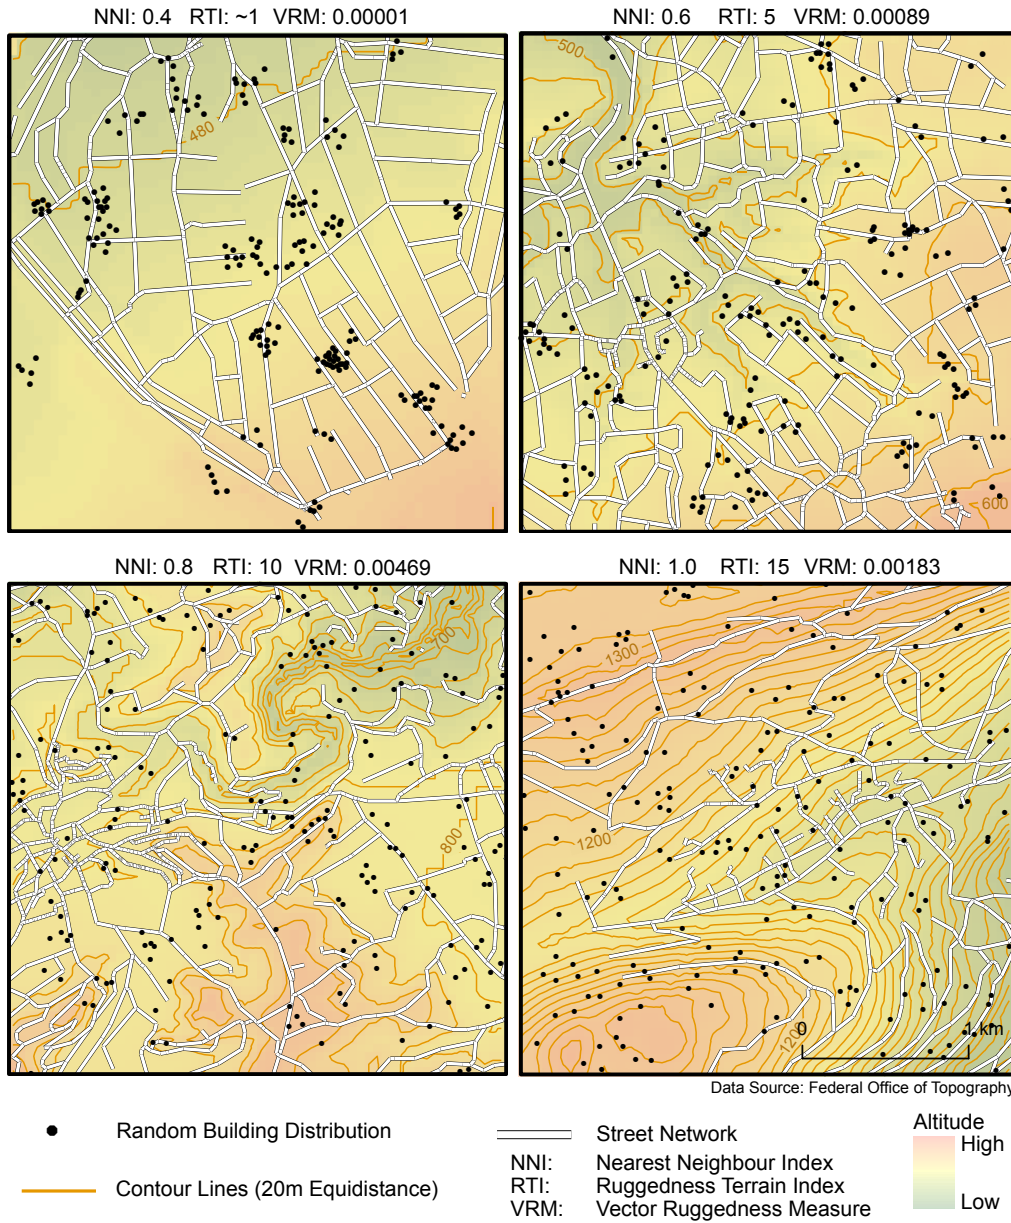 NNI: 0.4 RTI: ~1 VRM: 0.00001
NNI: 0.6 RTI: 5 VRM: 0.00089
480
500
600
NNI: 0.8 RTI: 10 VRM: 0.00469
NNI: 1.0 RTI: 15 VRM: 0.00183
700
800
1300
1200
1200
0 1 km
Data Source: Federal Office of Topography
Random Building Distribution
Contour Lines (20m Equidistance)
Street Network
NNI: Nearest Neighbour Index
RTI: Ruggedness Terrain Index
VRM: Vector Ruggedness Measure
Altitude
High
Low